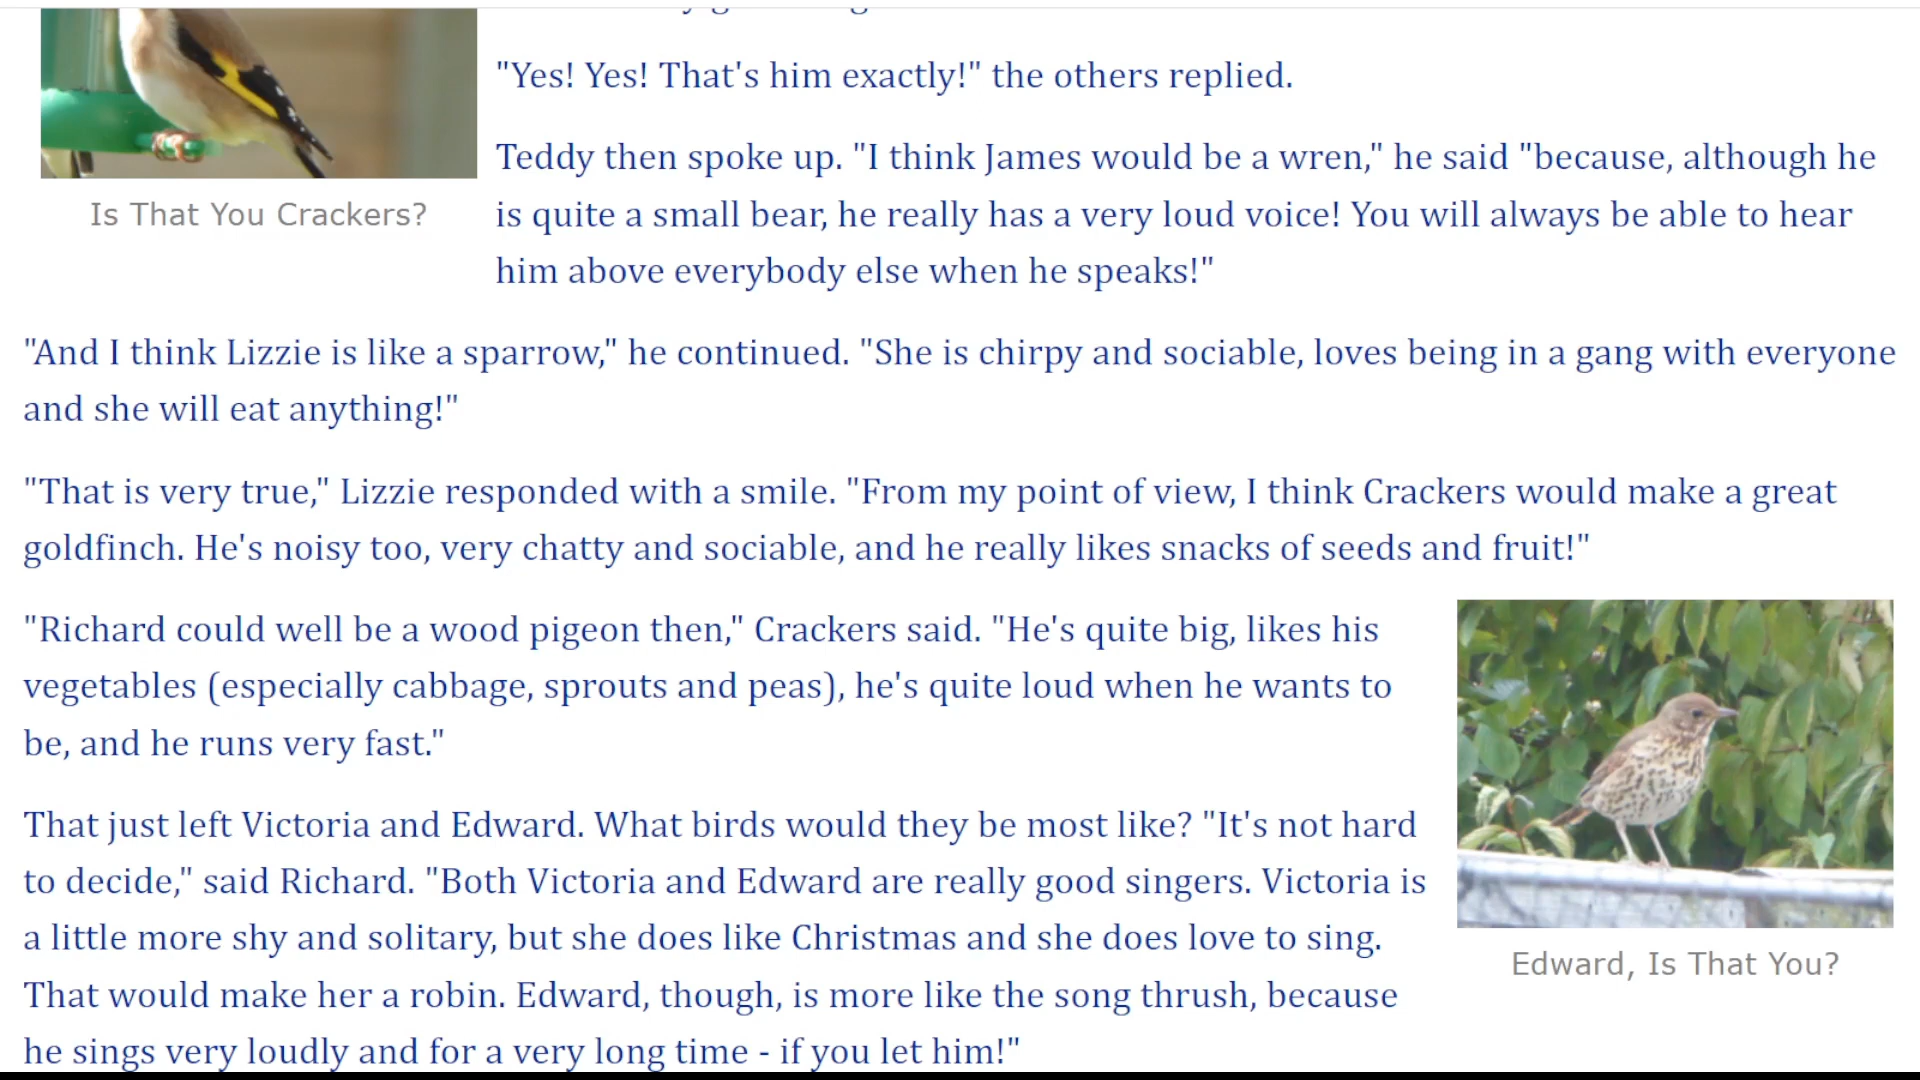 "Yes! Yes! That's him exactly!" the others replied.
Teddy then spoke up. "I think James would be a wren," he said "because, although he
is quite a small bear, he really has a very loud voice! You will always be able to hear
him above everybody else when he speaks!"
Is That You Crackers?
"And I think Lizzie is like a sparrow," he continued. "She is chirpy and sociable, loves being in a gang with everyone
and she will eat anything!"
"That is very true," Lizzie responded with a smile. "From my point of view, I think Crackers would make a great
goldfinch. He's noisy too, very chatty and sociable, and he really likes snacks of seeds and fruit!"
"Richard could well be a wood pigeon then," Crackers said. "He's quite big, likes his
vegetables (especially cabbage, sprouts and peas), he's quite loud when he wants to
be, and he runs very fast."
That just left Victoria and Edward. What birds would they be most like? "It's not hard
to decide," said Richard. "Both Victoria and Edward are really good singers. Victoria is
a little more shy and solitary, but she does like Christmas and she does love to sing.
That would make her a robin. Edward, though, is more like the song thrush, because
he sings very loudly and for a very long time - if you let him!"
Edward, Is That You?